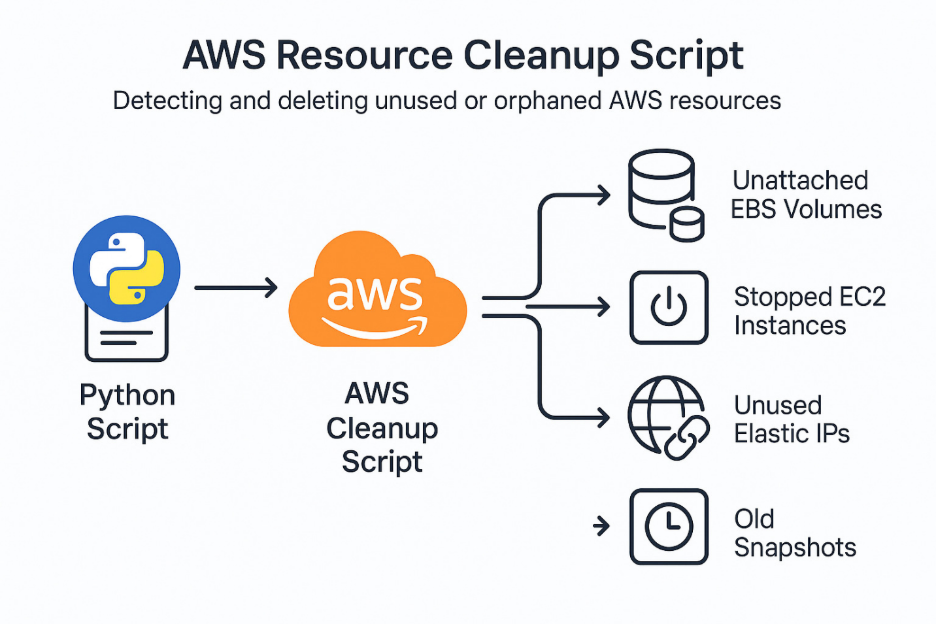 AWS Resource Cleanup Script
Detecting and deleting unused or orphaned AWS resources
Python
Script
aws
AWS
Cleanup
Script
Unattached
EBS Volumes
Stopped EC2
Instances
Unused
Elastic IPs
Old
Snapshots